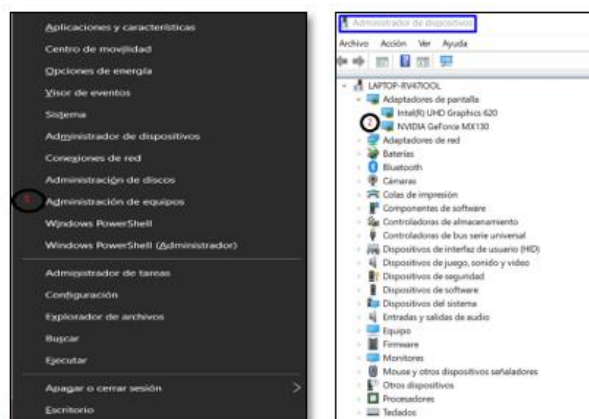 Aplicaciones y características
Centro de movilidad
Opciones de energía
Visor de eventos
Sistema
Administrador de dispositivos
Conexiones de red
Administración de discos
1 Administración de equipos
Windows PowerShell
Windows PowerShell (Administrador)
Administrador de tareas
Configuración
Explorador de archivos
Buscar
Ejecutar
Apagar o cerrar sesión >
Escritorio
Administrador de dispositivos
Archivo Acción Ver Ayuda
LAPTOP-RV47IOOL
Adaptadores de pantalla
Intel(R) UHD Graphics 620
2 NVIDIA GeForce MX130
Adaptadores de red
Baterías
Bluetooth
Cámaras
Colas de impresión
Componentes de software
Controladoras de almacenamiento
Controladoras de bus serie universal
Dispositivos de interfaz de usuario (HID)
Dispositivos de juego, sonido y video
Dispositivos de seguridad
Dispositivos de software
Dispositivos del sistema
Entradas y salidas de audio
Equipo
Firmware
Monitores
Mouse y otros dispositivos señaladores
Otros dispositivos
Procesadores
Teclados